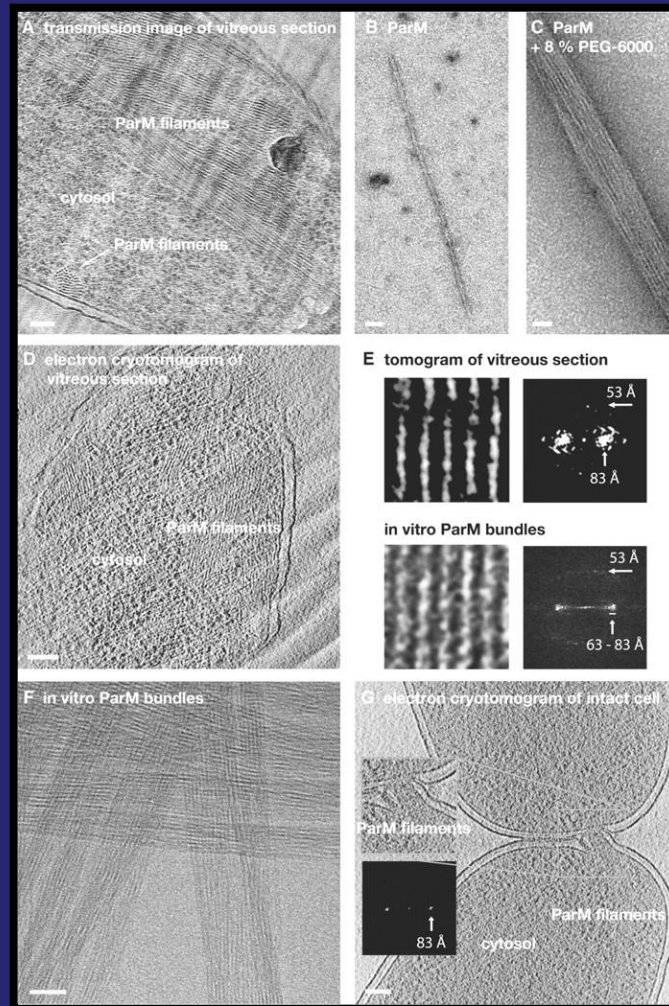 A transmission image of vitreous section
ParM filaments
cytosol
ParM filaments
B ParM
C ParM
+ 8 % PEG-6000
D electron cryotomogram of
vitreous section
ParM filaments
cytosol
E tomogram of vitreous section
53 Å
83 Å
in vitro ParM bundles
53 Å
63 - 83 Å
F in vitro ParM bundles
G electron cryotomogram of intact cell
ParM filaments
83 Å
ParM filaments
cytosol